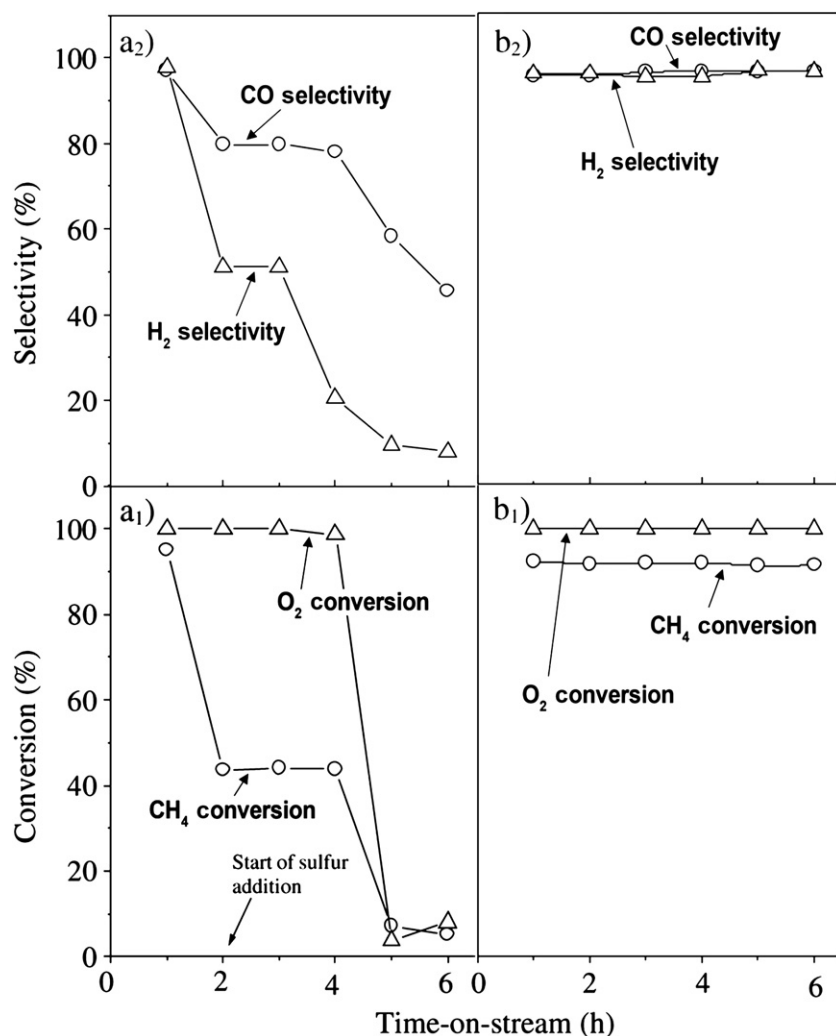 a₂)
b₂)
100
80
60
40
20
0
Selectivity (%)
CO selectivity
H₂ selectivity
CO selectivity
H₂ selectivity
a₁)
b₁)
100
80
60
40
20
0
Conversion (%)
O₂ conversion
CH₄ conversion
Start of sulfur
addition
CH₄ conversion
O₂ conversion
0 2 4 6 0 2 4 6
Time-on-stream (h)